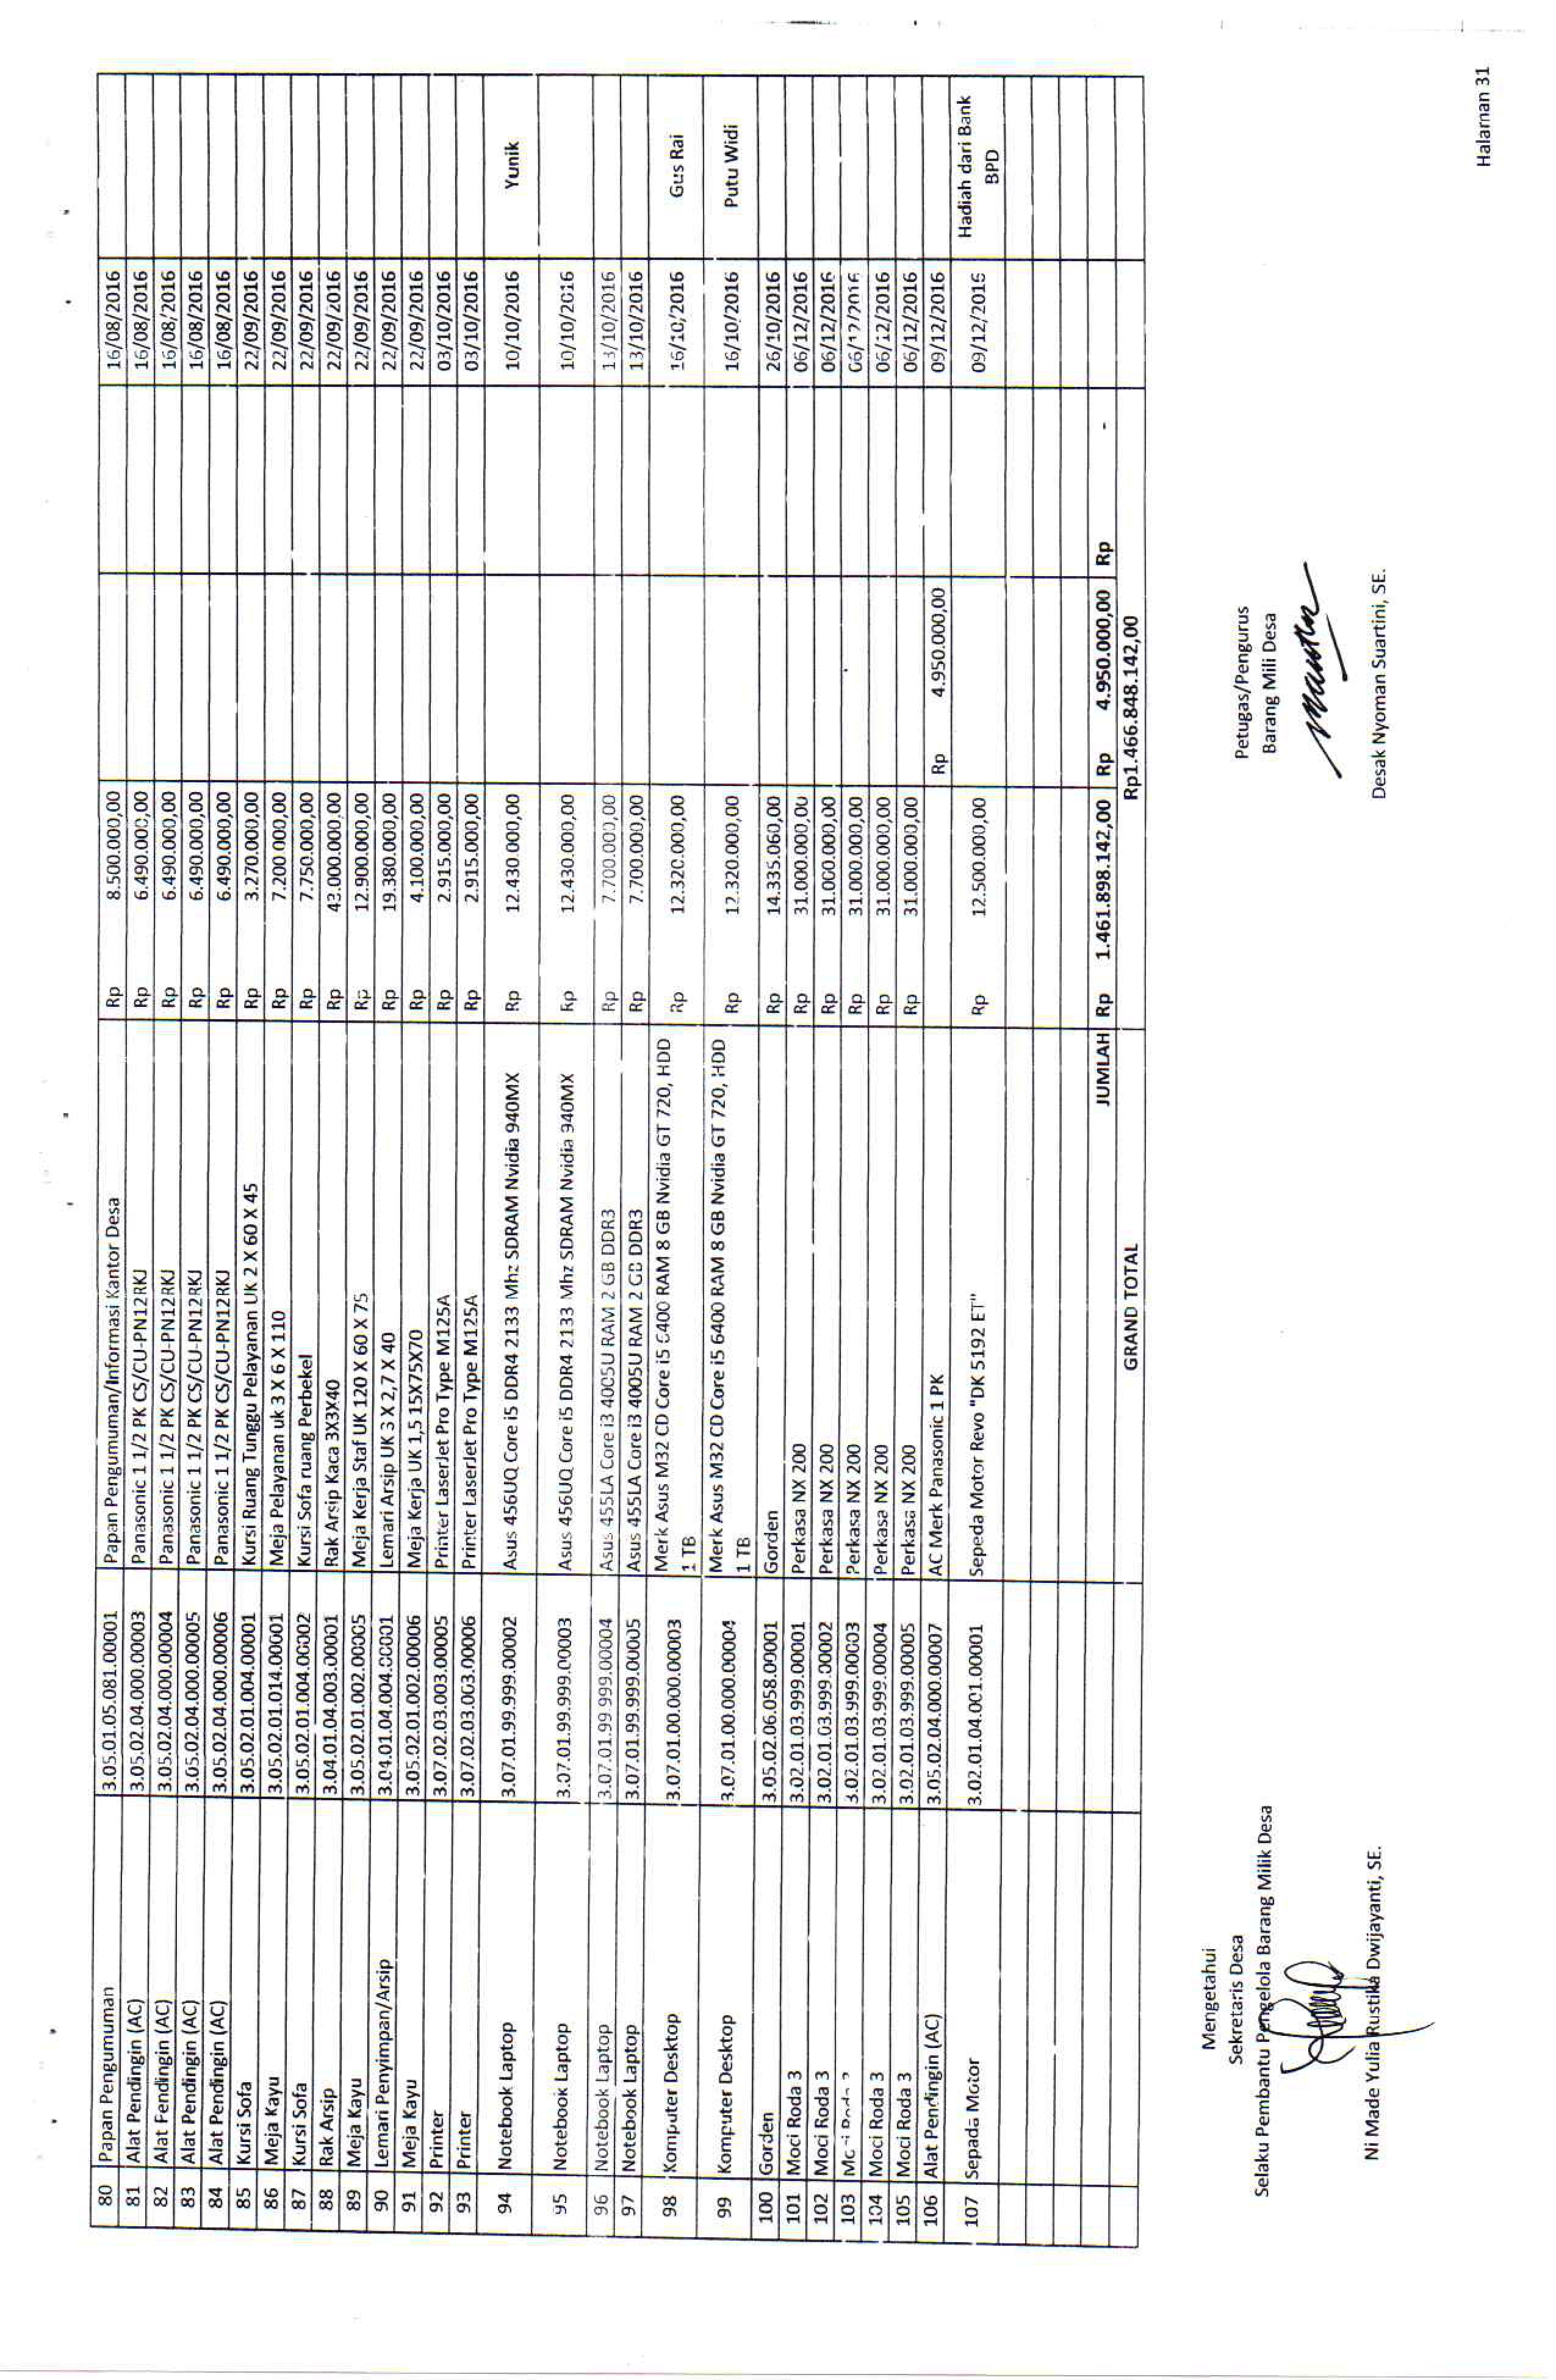 80 Papan Pengumuman 3.05.01.05.081.00001 Papan Pengumuman/Informasi Kantor Desa Rp 8.500.000,00 16/08/2016
81 Alat Pendingin (AC) 3.05.02.04.000.00003 Panasonic 1 1/2 PK CS/CU-PN12RKJ Rp 6.490.000,00 16/08/2016
82 Alat Pendingin (AC) 3.05.02.04.000.00004 Panasonic 1 1/2 PK CS/CU-PN12RKJ Rp 6.490.000,00 16/08/2016
83 Alat Pendingin (AC) 3.05.02.04.000.00005 Panasonic 1 1/2 PK CS/CU-PN12RKJ Rp 6.490.000,00 16/08/2016
84 Alat Pendingin (AC) 3.05.02.04.000.00006 Panasonic 1 1/2 PK CS/CU-PN12RKJ Rp 6.490.000,00 16/08/2016
85 Kursi Sofa 3.05.02.01.004.00001 Kursi Ruang Tunggu Pelayanan UK 2 X 60 X 45 Rp 3.270.000,00 22/09/2016
86 Meja Kayu 3.05.02.01.014.00001 Meja Pelayanan uk 3 X 6 X 110 Rp 7.200.000,00 22/09/2016
87 Kursi Sofa 3.05.02.01.004.00002 Kursi Sofa ruang Perbekel Rp 7.750.000,00 22/09/2016
88 Rak Arsip 3.04.01.04.003.00001 Rak Arsip Kaca 3X3X40 Rp 43.000.000,00 22/09/2016
89 Meja Kayu 3.05.02.01.002.00005 Meja Kerja Staf UK 120 X 60 X 75 Rp 12.900.000,00 22/09/2016
90 Lemari Penyimpan/Arsip 3.04.01.04.004.00001 Lemari Arsip UK 3 X 2,7 X 40 Rp 19.380.000,00 22/09/2016
91 Meja Kayu 3.05.02.01.002.00006 Meja Kerja UK 1,5 15X75X70 Rp 4.100.000,00 22/09/2016
92 Printer 3.07.02.03.003.00005 Printer LaserJet Pro Type M125A Rp 2.915.000,00 03/10/2016
93 Printer 3.07.02.03.003.00006 Printer LaserJet Pro Type M125A Rp 2.915.000,00 03/10/2016
94 Notebook Laptop 3.07.01.99.999.00002 Asus 456UQ Core i5 DDR4 2133 Mhz SDRAM Nvidia 940MX Rp 12.430.000,00 10/10/2016 Yunik
95 Notebook Laptop 3.07.01.99.999.00003 Asus 456UQ Core i5 DDR4 2133 Mhz SDRAM Nvidia 940MX Rp 12.430.000,00 10/10/2016
96 Notebook Laptop 3.07.01.99.999.00004 Asus 455LA Core i3 4005U RAM 2 GB DDR3 Rp 7.700.000,00 13/10/2016
97 Notebook Laptop 3.07.01.99.999.00005 Asus 455LA Core i3 4005U RAM 2 GB DDR3 Rp 7.700.000,00 13/10/2016
98 Komputer Desktop 3.07.01.00.000.00003 Merk Asus M32 CD Core i5 6400 RAM 8 GB Nvidia GT 720, HDD Rp 12.320.000,00 16/10/2016 Gus Rai
1 TB
99 Komputer Desktop 3.07.01.00.000.00004 Merk Asus M32 CD Core i5 6400 RAM 8 GB Nvidia GT 720, HDD Rp 12.320.000,00 16/10/2016 Putu Widi
1 TB
100 Gorden 3.05.02.06.058.00001 Gorden Rp 14.335.060,00 26/10/2016
101 Moci Roda 3 3.02.01.03.999.00001 Perkasa NX 200 Rp 31.000.000,00 06/12/2016
102 Moci Roda 3 3.02.01.03.999.00002 Perkasa NX 200 Rp 31.000.000,00 06/12/2016
103 3.02.01.03.999.00003 Perkasa NX 200 Rp 31.000.000,00 06/12/2016
104 Moci Roda 3 3.02.01.03.999.00004 Perkasa NX 200 Rp 31.000.000,00 06/12/2016
105 Moci Roda 3 3.02.01.03.999.00005 Perkasa NX 200 Rp 31.000.000,00 06/12/2016
106 Alat Pendingin (AC) 3.05.02.04.000.00007 AC Merk Panasonic 1 PK Rp 4.950.000,00 09/12/2016
107 Sepada Motor 3.02.01.04.001.00001 Sepeda Motor Revo "DK 5192 ET" Rp 12.500.000,00 09/12/2016 Hadiah dari Bank
BPD
JUMLAH Rp 1.461.898.142,00 Rp 4.950.000,00 Rp -
GRAND TOTAL Rp1.466.848.142,00
Mengetahui
Sekretaris Desa
Selaku Pembantu Pengelola Barang Milik Desa
Ni Made Yulia Rustika Dwijayanti, SE.
Petugas/Pengurus
Barang Mili Desa
Desak Nyoman Suartini, SE.
Halaman 31